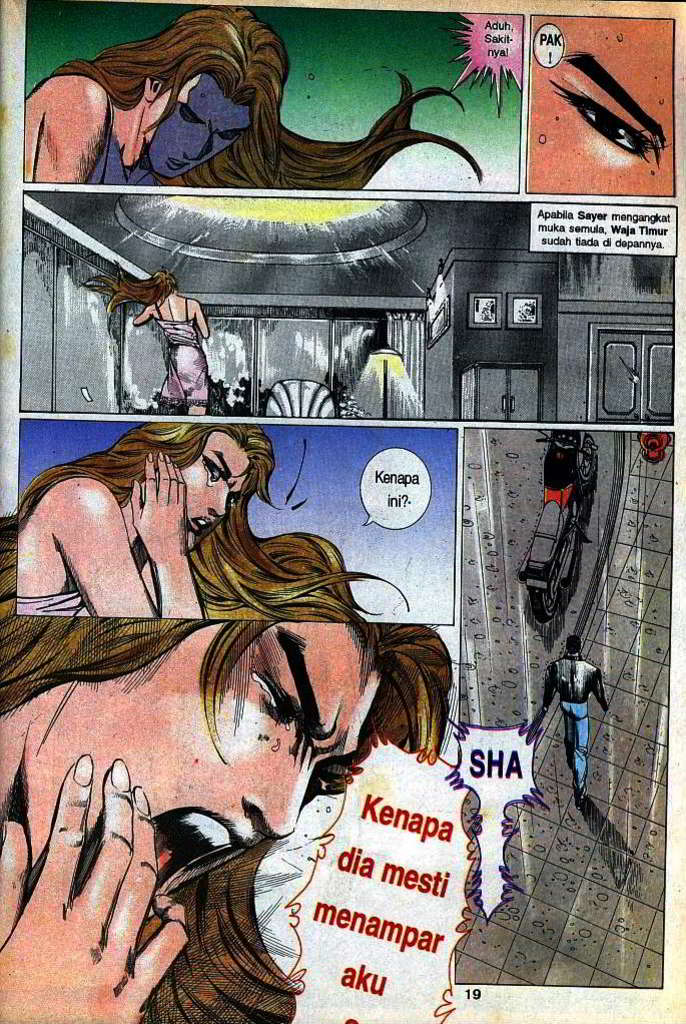 Aduh,
Sakit-
nya!
PAK
!
Apabila Sayer mengangkat
muka semula, Waja Timur
sudah tiada di depannya.
Kenapa
ini?
SHA
Kenapa
dia mesti
menampar
aku
19